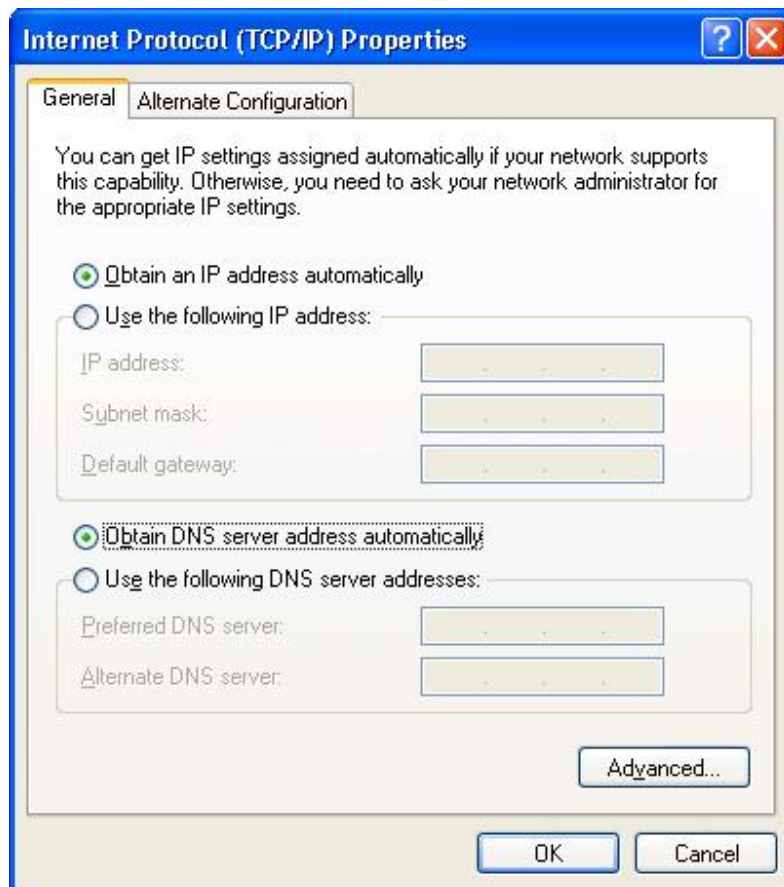 Internet Protocol (TCP/IP) Properties
General
Alternate Configuration
You can get IP settings assigned automatically if your network supports
this capability. Otherwise, you need to ask your network administrator for
the appropriate IP settings.
Obtain an IP address automatically
Use the following IP address:
IP address:
Subnet mask:
Default gateway:
Obtain DNS server address automatically
Use the following DNS server addresses:
Preferred DNS server:
Alternate DNS server:
Advanced...
OK
Cancel